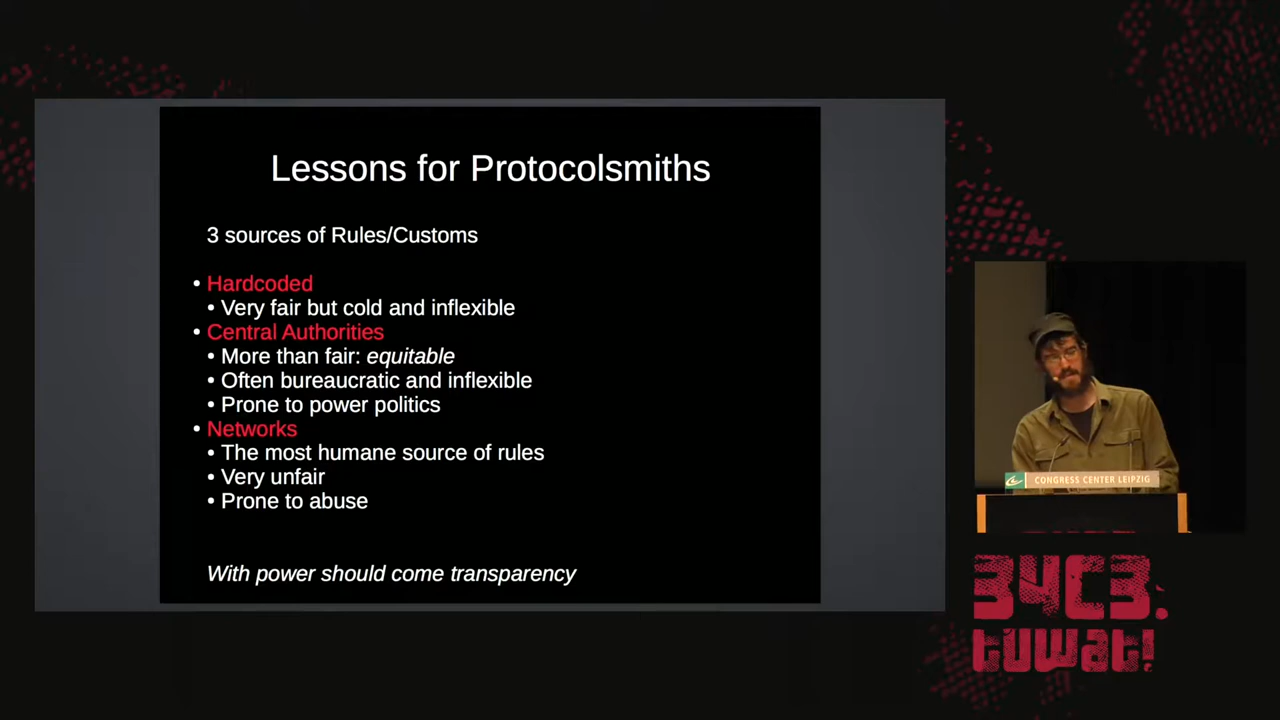 Lessons for Protocolsmiths
3 sources of Rules/Customs
• Hardcoded
• Very fair but cold and inflexible
• Central Authorities
• More than fair: equitable
• Often bureaucratic and inflexible
• Prone to power politics
• Networks
• The most humane source of rules
• Very unfair
• Prone to abuse
With power should come transparency
CONGRESS CENTER LEIPZIG
34C3.
tuwat!